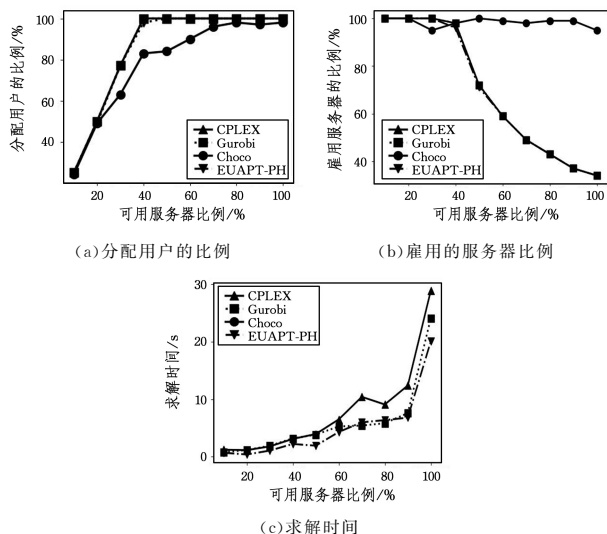 分配用户的比例/%
100
80
60
40
CPLEX
Gurobi
Choco
EUAPT-PH
20 40 60 80 100
可用服务器比例/%
(a)分配用户的比例
雇用服务器的比例/%
100
80
60
40
CPLEX
Gurobi
Choco
EUAPT-PH
20 40 60 80 100
可用服务器比例/%
(b)雇用的服务器比例
求解时间/s
30
20
10
0
CPLEX
Gurobi
Choco
EUAPT-PH
20 40 60 80 100
可用服务器比例/%
(c)求解时间